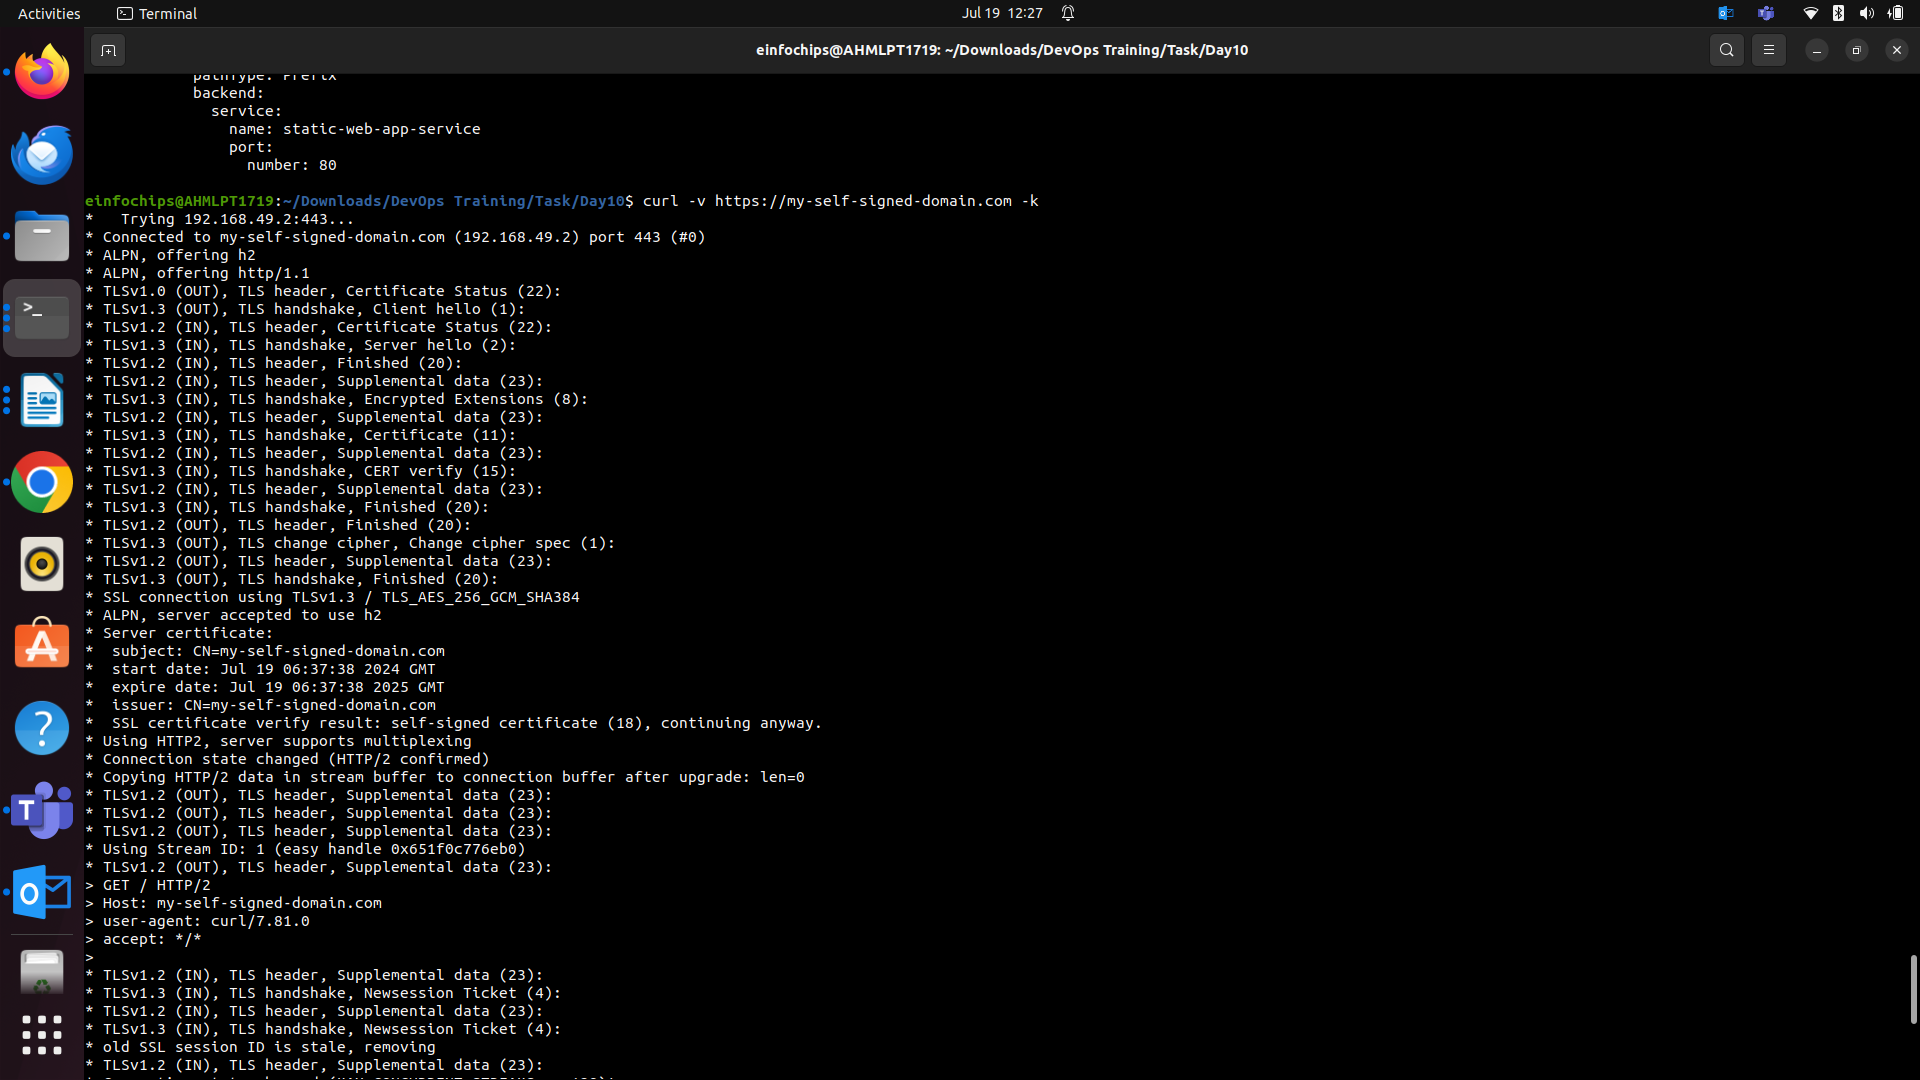 Activities
Terminal
Jul 19 12:27
einfochips@AHMLPT1719: ~/Downloads/DevOps Training/Task/Day10
pathType: Prefix
backend:
service:
name: static-web-app-service
port:
number: 80
einfochips@AHMLPT1719:~/Downloads/DevOps Training/Task/Day10$ curl -v https://my-self-signed-domain.com -k
*   Trying 192.168.49.2:443...
* Connected to my-self-signed-domain.com (192.168.49.2) port 443 (#0)
* ALPN, offering h2
* ALPN, offering http/1.1
* TLSv1.0 (OUT), TLS header, Certificate Status (22):
* TLSv1.3 (OUT), TLS handshake, Client hello (1):
* TLSv1.2 (IN), TLS header, Certificate Status (22):
* TLSv1.3 (IN), TLS handshake, Server hello (2):
* TLSv1.2 (IN), TLS header, Finished (20):
* TLSv1.2 (IN), TLS header, Supplemental data (23):
* TLSv1.3 (IN), TLS handshake, Encrypted Extensions (8):
* TLSv1.2 (IN), TLS header, Supplemental data (23):
* TLSv1.3 (IN), TLS handshake, Certificate (11):
* TLSv1.2 (IN), TLS header, Supplemental data (23):
* TLSv1.3 (IN), TLS handshake, CERT verify (15):
* TLSv1.2 (IN), TLS header, Supplemental data (23):
* TLSv1.3 (IN), TLS handshake, Finished (20):
* TLSv1.2 (OUT), TLS header, Finished (20):
* TLSv1.3 (OUT), TLS change cipher, Change cipher spec (1):
* TLSv1.2 (OUT), TLS header, Supplemental data (23):
* TLSv1.3 (OUT), TLS handshake, Finished (20):
* SSL connection using TLSv1.3 / TLS_AES_256_GCM_SHA384
* ALPN, server accepted to use h2
* Server certificate:
*  subject: CN=my-self-signed-domain.com
*  start date: Jul 19 06:37:38 2024 GMT
*  expire date: Jul 19 06:37:38 2025 GMT
*  issuer: CN=my-self-signed-domain.com
*  SSL certificate verify result: self-signed certificate (18), continuing anyway.
* Using HTTP2, server supports multiplexing
* Connection state changed (HTTP/2 confirmed)
* Copying HTTP/2 data in stream buffer to connection buffer after upgrade: len=0
* TLSv1.2 (OUT), TLS header, Supplemental data (23):
* TLSv1.2 (OUT), TLS header, Supplemental data (23):
* TLSv1.2 (OUT), TLS header, Supplemental data (23):
* Using Stream ID: 1 (easy handle 0x651f0c776eb0)
* TLSv1.2 (OUT), TLS header, Supplemental data (23):
> GET / HTTP/2
> Host: my-self-signed-domain.com
> user-agent: curl/7.81.0
> accept: */*
>
* TLSv1.2 (IN), TLS header, Supplemental data (23):
* TLSv1.3 (IN), TLS handshake, Newsession Ticket (4):
* TLSv1.2 (IN), TLS header, Supplemental data (23):
* TLSv1.3 (IN), TLS handshake, Newsession Ticket (4):
* old SSL session ID is stale, removing
* TLSv1.2 (IN), TLS header, Supplemental data (23):